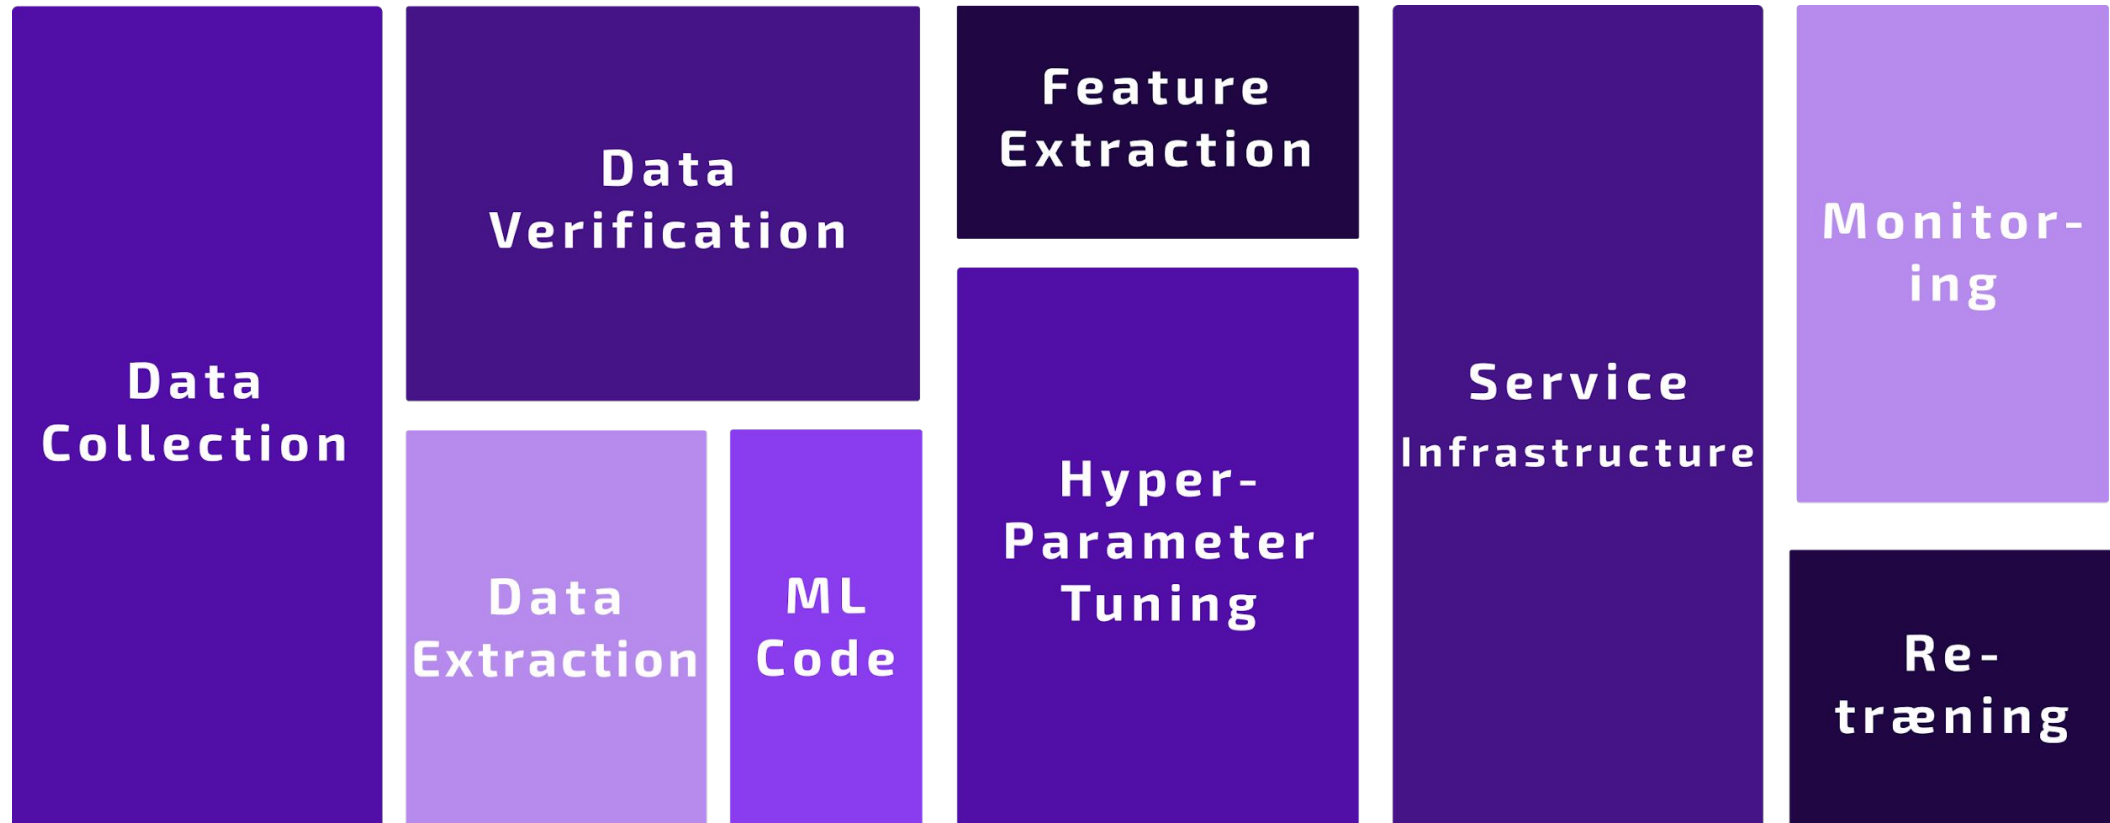 Data
Collection
Data
Verification
Data
Extraction
ML
Code
Feature
Extraction
Hyper-
Parameter
Tuning
Service
Infrastructure
Monitor-
ing
Re-
træning